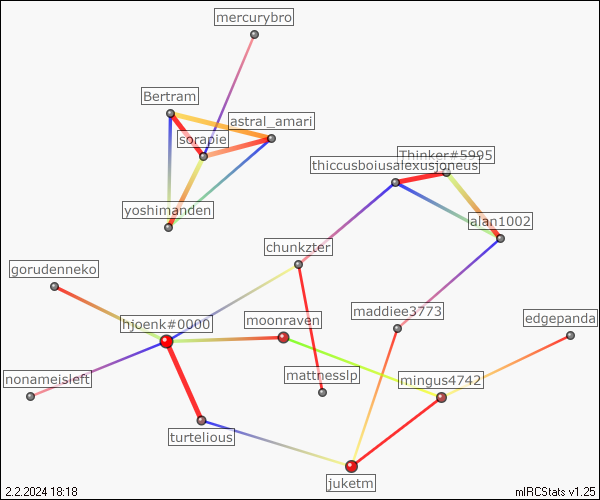 mercurybro
Bertram
astral_amari
sorapie
Thinker#5995
thiccusboiusalexusjoneus
yoshimanden
alan1002
chunkzter
gorudenneko
maddiee3773
hjoenk#0000
moonraven
edgepanda
nonameisleft
mattnesslp
mingus4742
turtelious
juketm
2.2.2024 18:18
mIRCStats v1.25